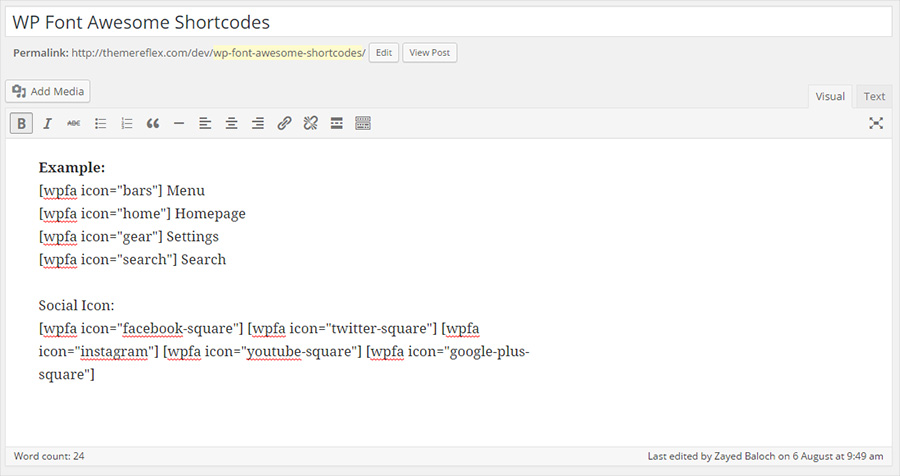 WP Font Awesome Shortcodes
Permalink: http://themereflex.com/dev/wp-font-awesome-shortcodes/ Edit View Post
Add Media
Visual Text
B I ABC
Example:
[wpfa icon="bars"] Menu
[wpfa icon="home"] Homepage
[wpfa icon="gear"] Settings
[wpfa icon="search"] Search
Social Icon:
[wpfa icon="facebook-square"] [wpfa icon="twitter-square"] [wpfa
icon="instagram"] [wpfa icon="youtube-square"] [wpfa icon="google-plus-
square"]
Word count: 24 Last edited by Zayed Baloch on 6 August at 9:49 am